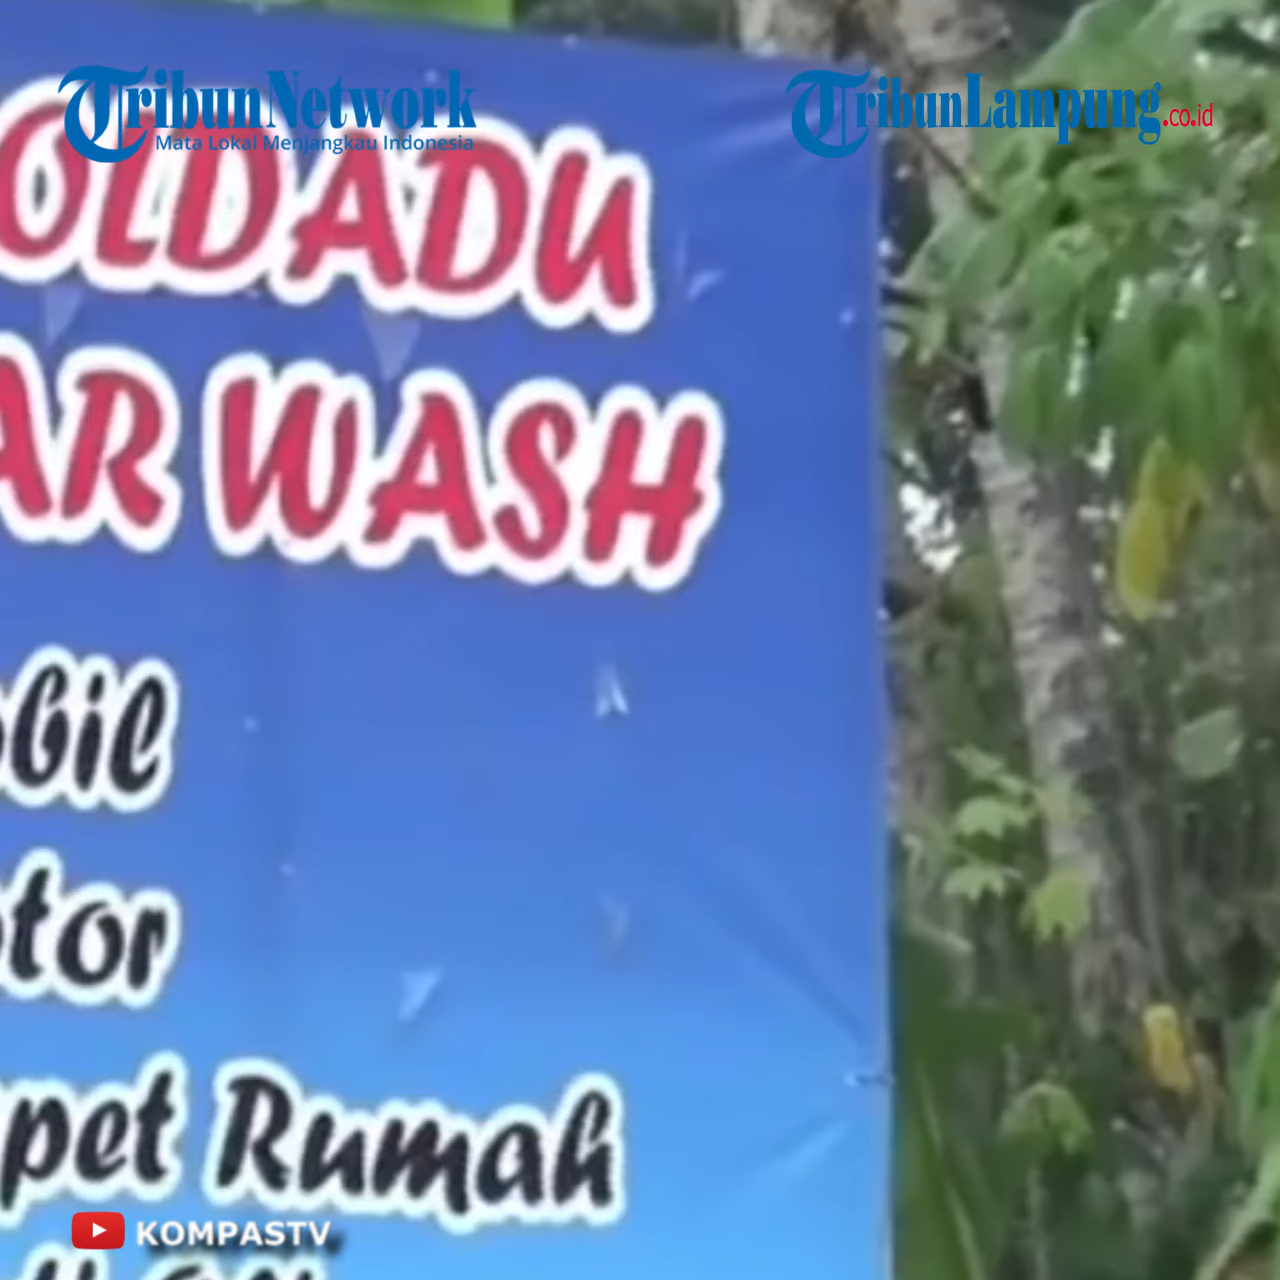 TribunNetwork
Mata Lokal Menjangkau Indonesia
TribunLampung.co.id
OLDADU
AR WASH
bil
tor
pet Rumah
KOMPASTV